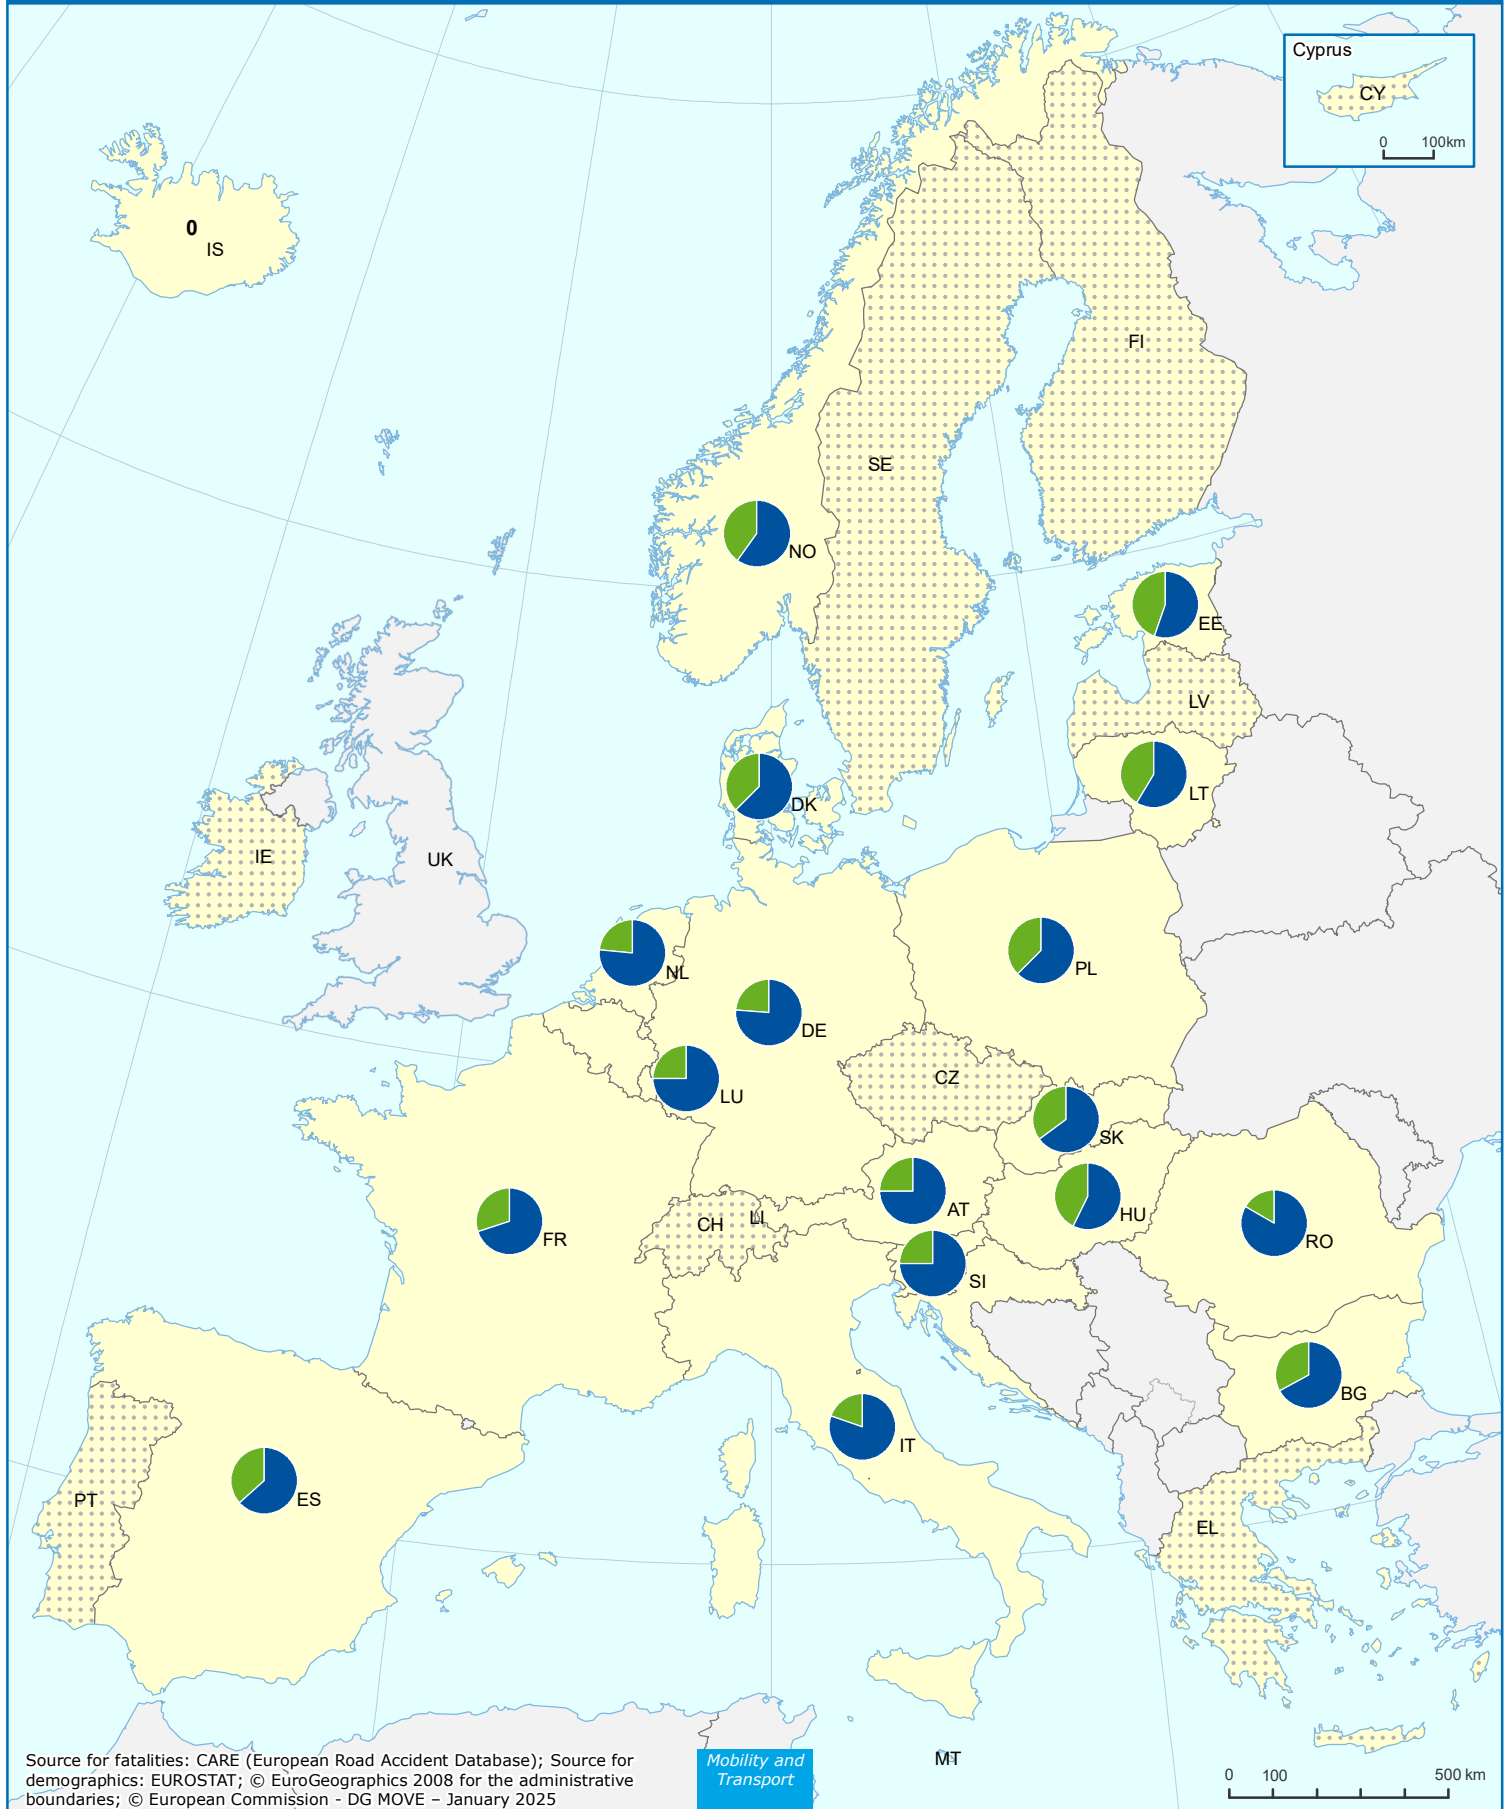 Cyprus
CY
0 100km
0
IS
FI
SE
NO
EE
LV
LT
DK
IE
UK
NL
PL
DE
CZ
LU
SK
AT
HU
CH
LI
FR
RO
SI
BG
IT
ES
PT
EL
MT
Source for fatalities: CARE (European Road Accident Database); Source for
demographics: EUROSTAT; © EuroGeographics 2008 for the administrative
boundaries; © European Commission - DG MOVE – January 2025
Mobility and
Transport
0 100 500 km